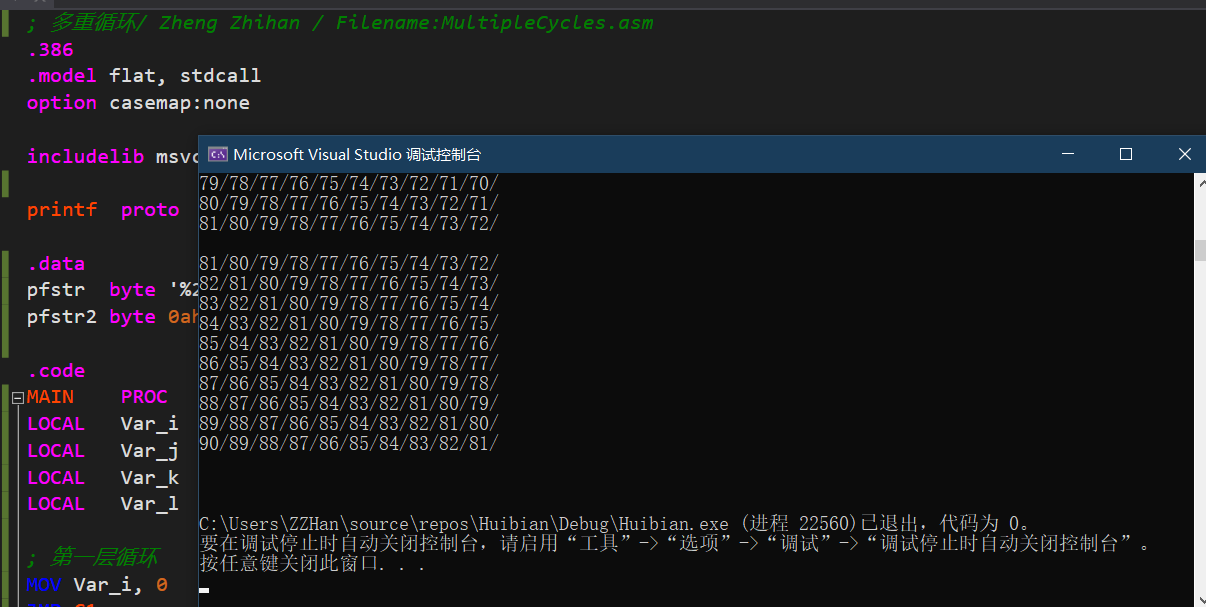 ; 多重循环/ Zheng Zhihan / Filename:MultipleCycles.asm
.386
.model flat, stdcall
option casemap:none
includelib msvc
printf proto
.data
pfstr byte '%2
pfstr2 byte 0ah
.code
MAIN PROC
LOCAL Var_i
LOCAL Var_j
LOCAL Var_k
LOCAL Var_l
; 第一层循环
MOV Var_i, 0
Microsoft Visual Studio 调试控制台
79/78/77/76/75/74/73/72/71/70/
80/79/78/77/76/75/74/73/72/71/
81/80/79/78/77/76/75/74/73/72/
81/80/79/78/77/76/75/74/73/72/
82/81/80/79/78/77/76/75/74/73/
83/82/81/80/79/78/77/76/75/74/
84/83/82/81/80/79/78/77/76/75/
85/84/83/82/81/80/79/78/77/76/
86/85/84/83/82/81/80/79/78/77/
87/86/85/84/83/82/81/80/79/78/
88/87/86/85/84/83/82/81/80/79/
89/88/87/86/85/84/83/82/81/80/
90/89/88/87/86/85/84/83/82/81/
C:\Users\ZZHan\source\repos\Huibian\Debug\Huibian.exe (进程 22560)已退出，代码为 0。
要在调试停止时自动关闭控制台，请启用“工具”->“选项”->“调试”->“调试停止时自动关闭控制台”。
按任意键关闭此窗口. . .